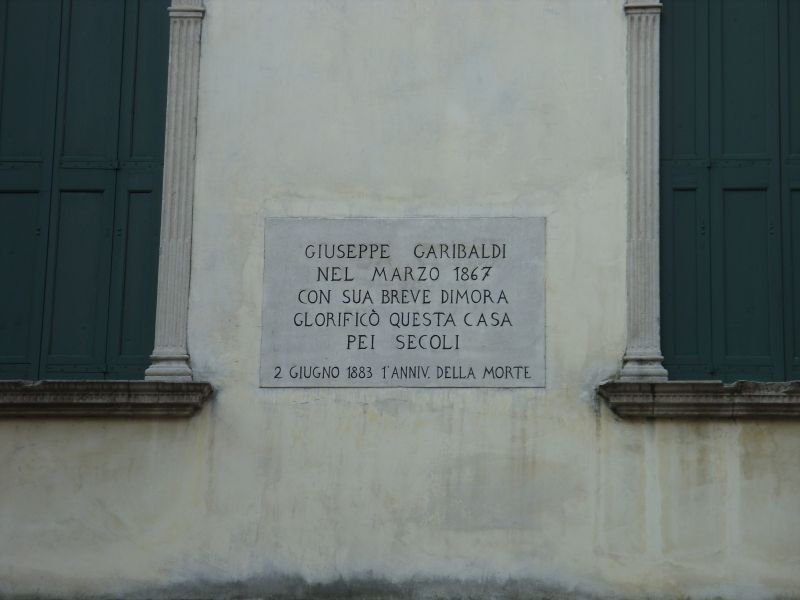 GIUSEPPE GARIBALDI
NEL MARZO 1867
CON SUA BREVE DIMORA
GLORIFICÒ QUESTA CASA
PEI SECOLI
2 GIUGNO 1883 1°ANNIV. DELLA MORTE